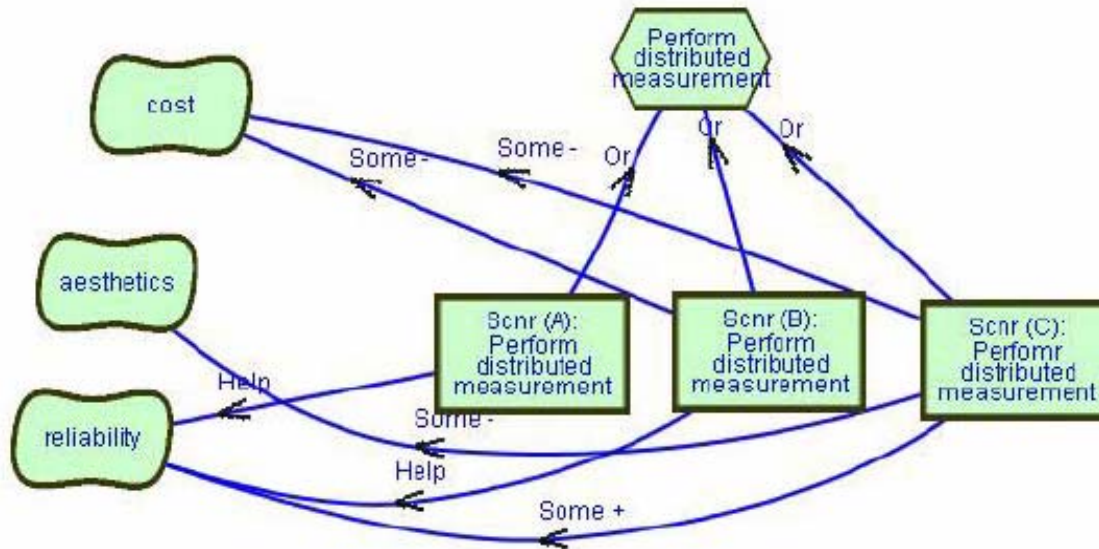 Perform
distributed
measurement
cost
Some-
Some-
Or
Or
Or
aesthetics
Scnr (A):
Perform
distributed
measurement
Scnr (B):
Perform
distributed
measurement
Scnr (C):
Perfomr
distributed
measurement
Help
reliability
Some-
Help
Some +